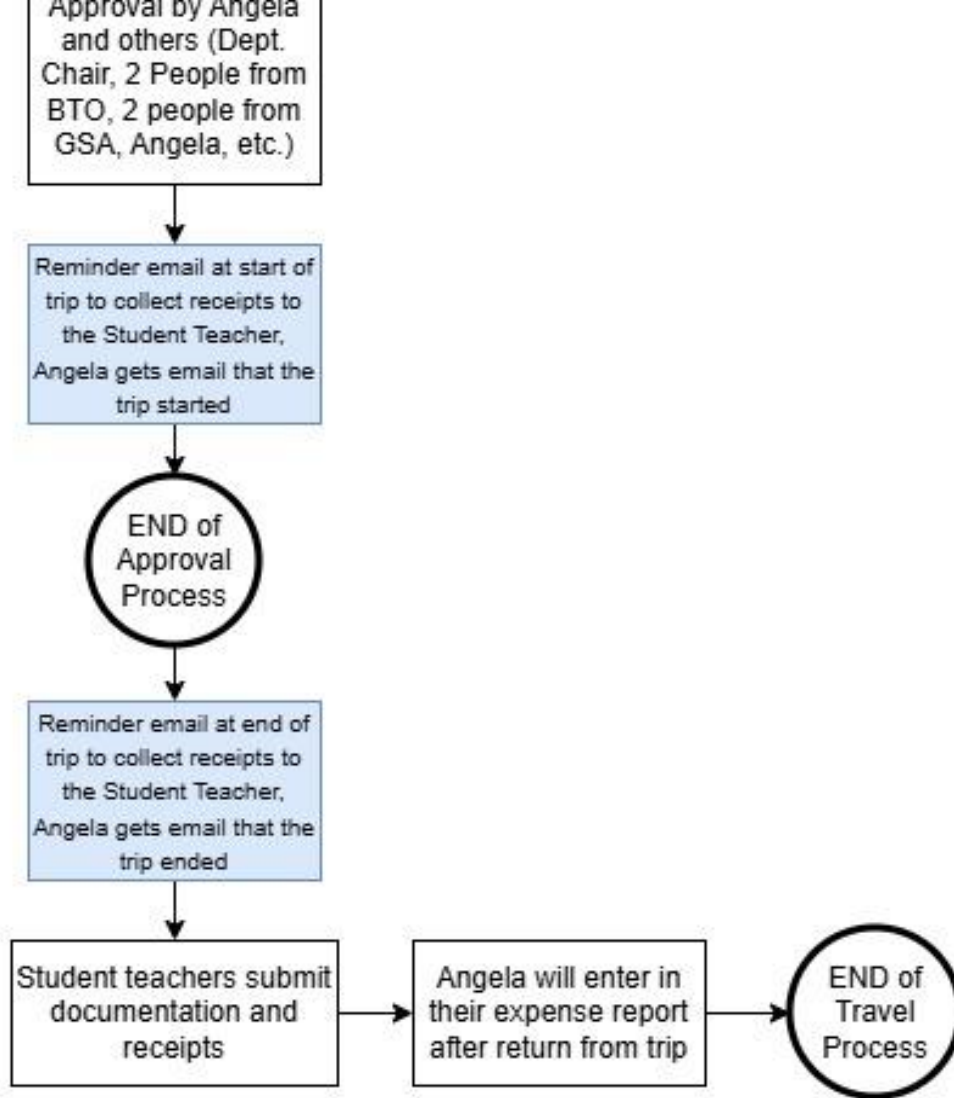 Approval by Angela
and others (Dept.
Chair, 2 People from
BTO, 2 people from
GSA, Angela, etc.)
Reminder email at start of
trip to collect receipts to
the Student Teacher,
Angela gets email that the
trip started
END of
Approval
Process
Reminder email at end of
trip to collect receipts to
the Student Teacher,
Angela gets email that the
trip ended
Student teachers submit
documentation and
receipts
Angela will enter in
their expense report
after return from trip
END of
Travel
Process